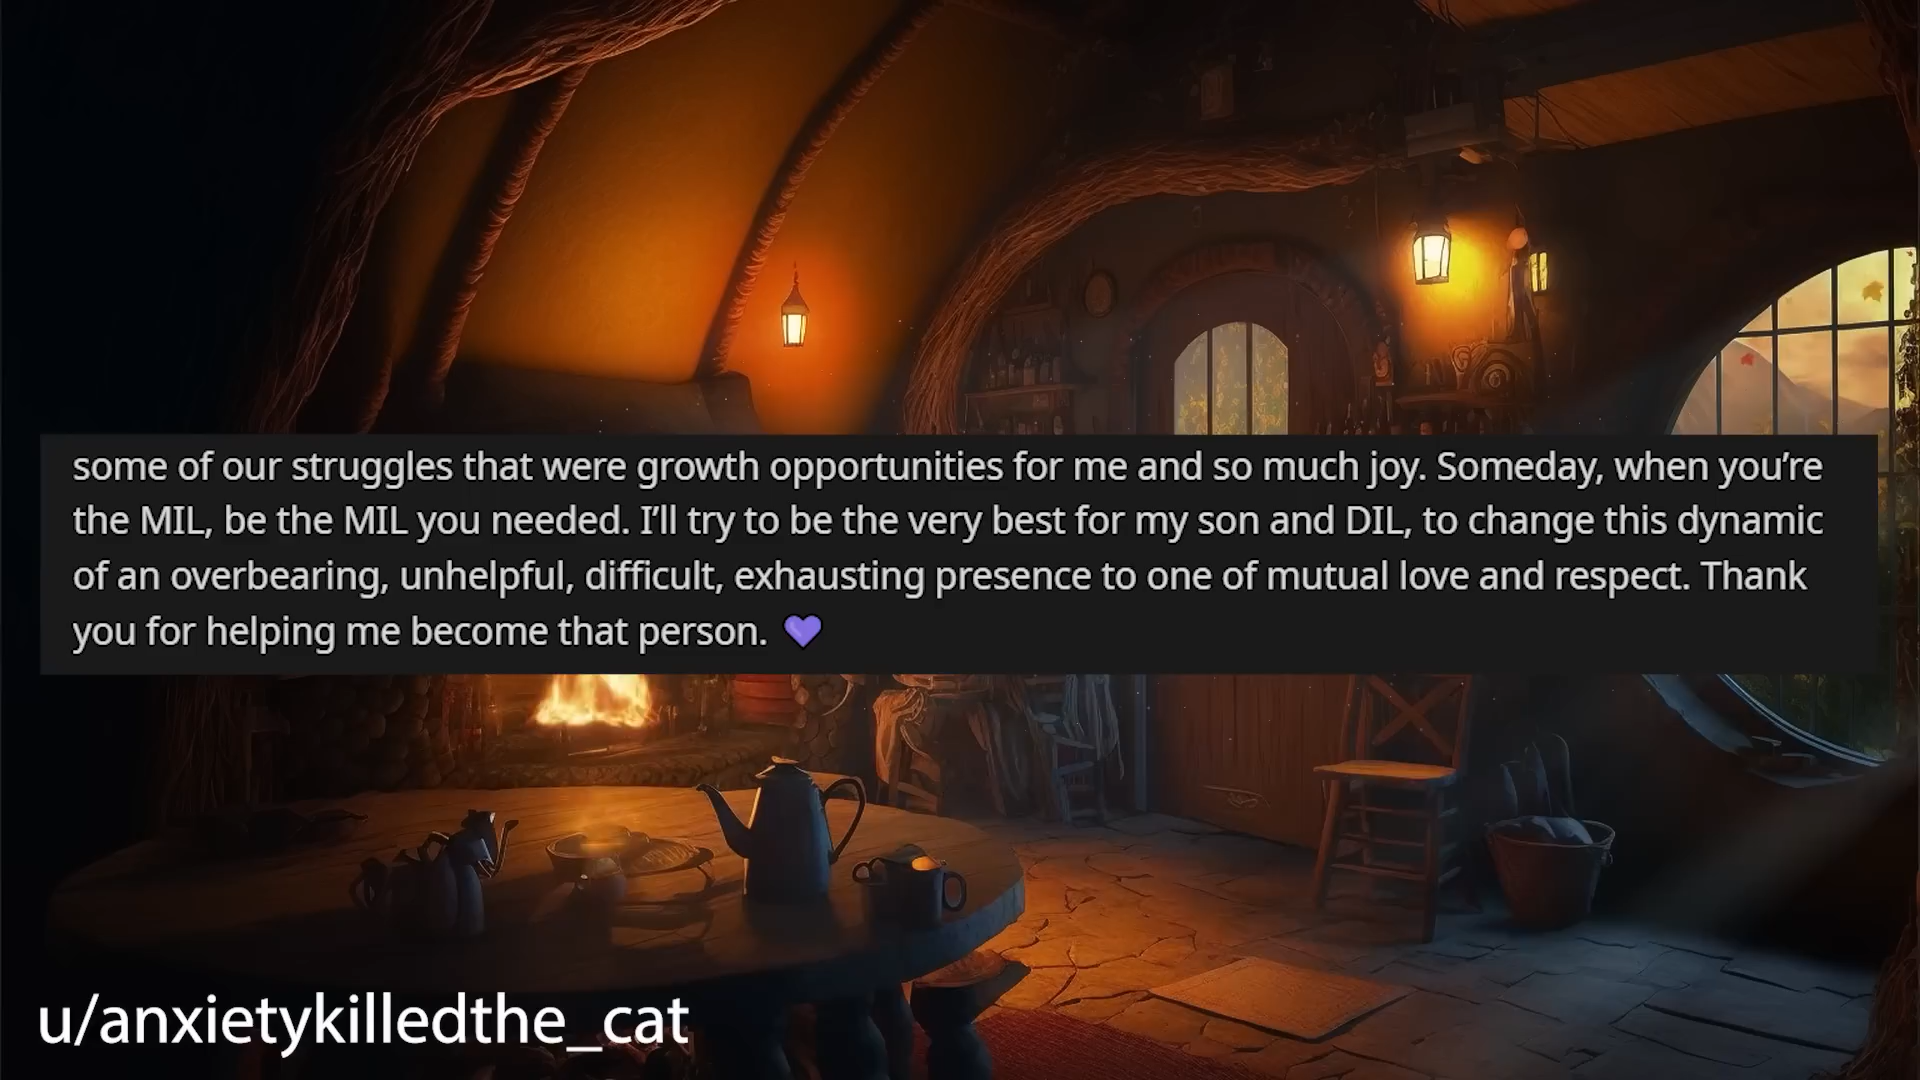 some of our struggles that were growth opportunities for me and so much joy. Someday, when you’re
the MIL, be the MIL you needed. I’ll try to be the very best for my son and DIL, to change this dynamic
of an overbearing, unhelpful, difficult, exhausting presence to one of mutual love and respect. Thank
you for helping me become that person. 💜
u/anxietykilledthe_cat